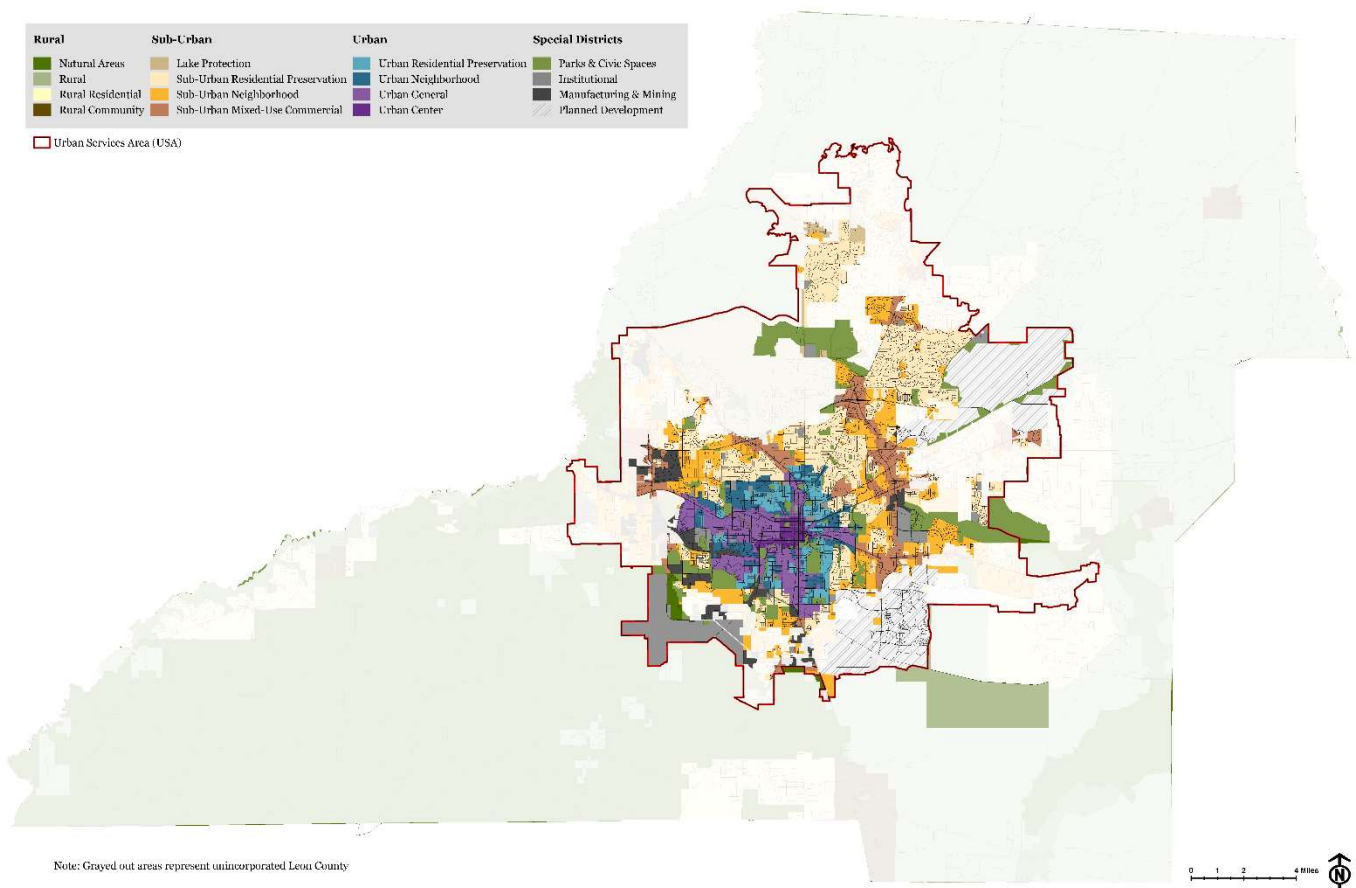 Rural Sub-Urban Urban Special Districts
Natural Areas Lake Protection Urban Residential Preservation Parks & Civic Spaces
Rural Sub-Urban Residential Preservation Urban Neighborhood Institutional
Rural Residential Sub-Urban Neighborhood Urban General Manufacturing & Mining
Rural Community Sub-Urban Mixed-Use Commercial Urban Center Planned Development
Urban Services Area (USA)
Note: Grayed out areas represent unincorporated Leon County
0 1 2 4 Miles
N